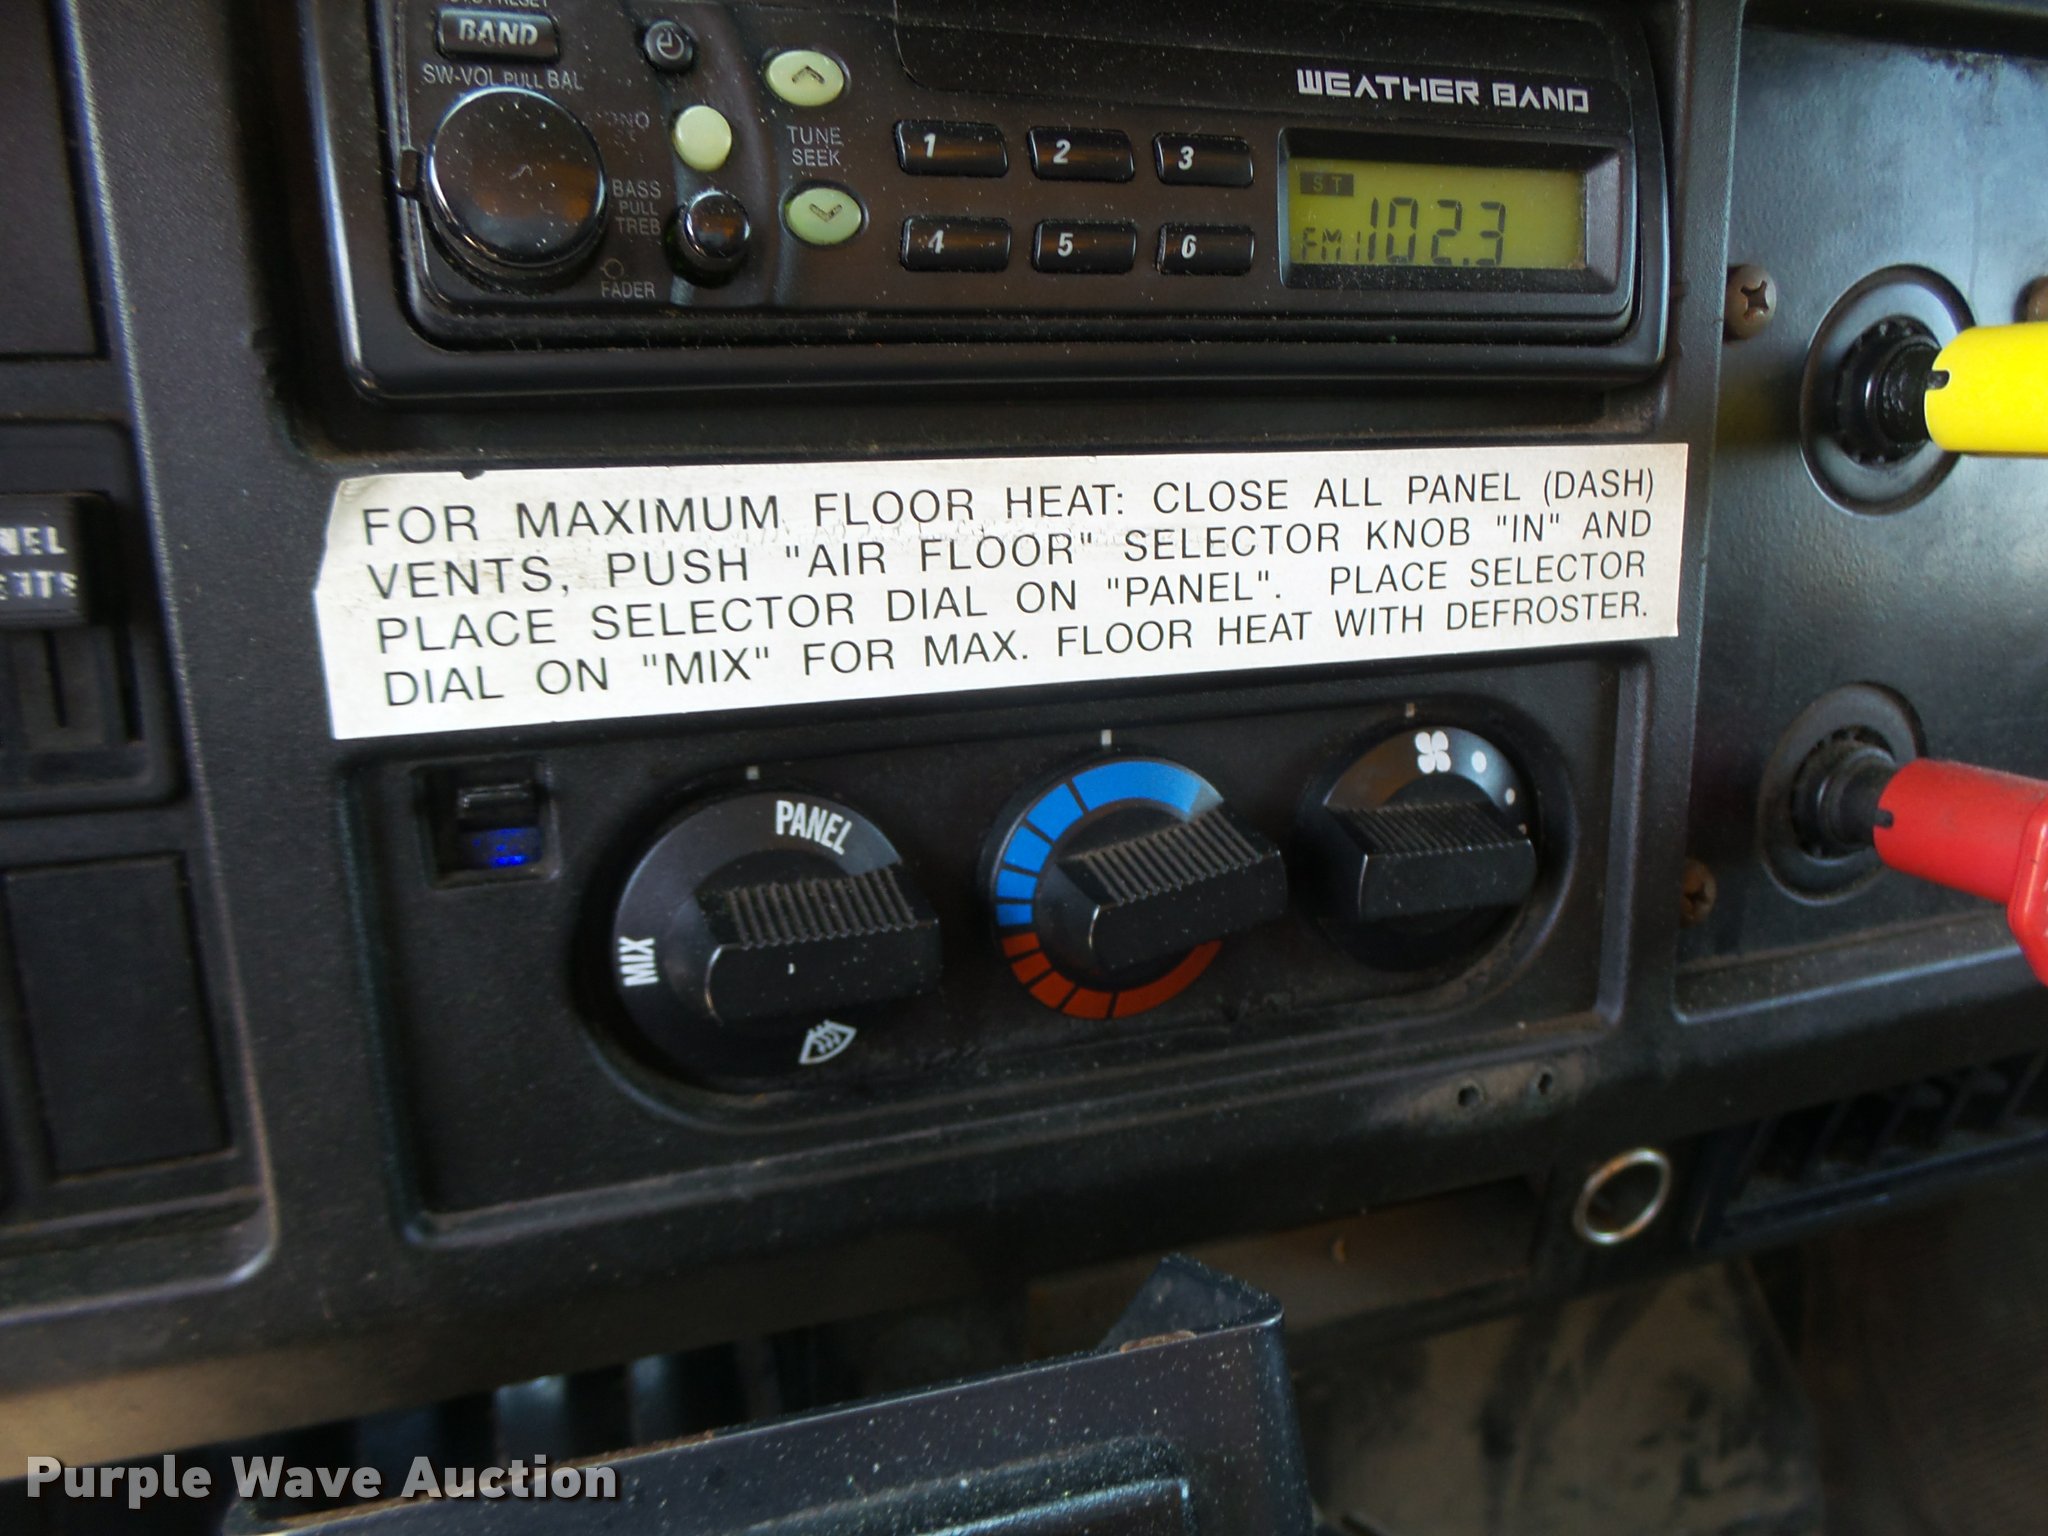 BAND
SW-VOL PULL BAL
WEATHER BAND
TUNE
SEEK
1 2 3
BASS
PULL
TREB
ST
FM1 102.3
4 5 6
FADER
FOR MAXIMUM FLOOR HEAT: CLOSE ALL PANEL (DASH)
VENTS, PUSH "AIR FLOOR" SELECTOR KNOB "IN" AND
PLACE SELECTOR DIAL ON "PANEL". PLACE SELECTOR
DIAL ON "MIX" FOR MAX. FLOOR HEAT WITH DEFROSTER.
PANEL
MIX
Purple Wave Auction